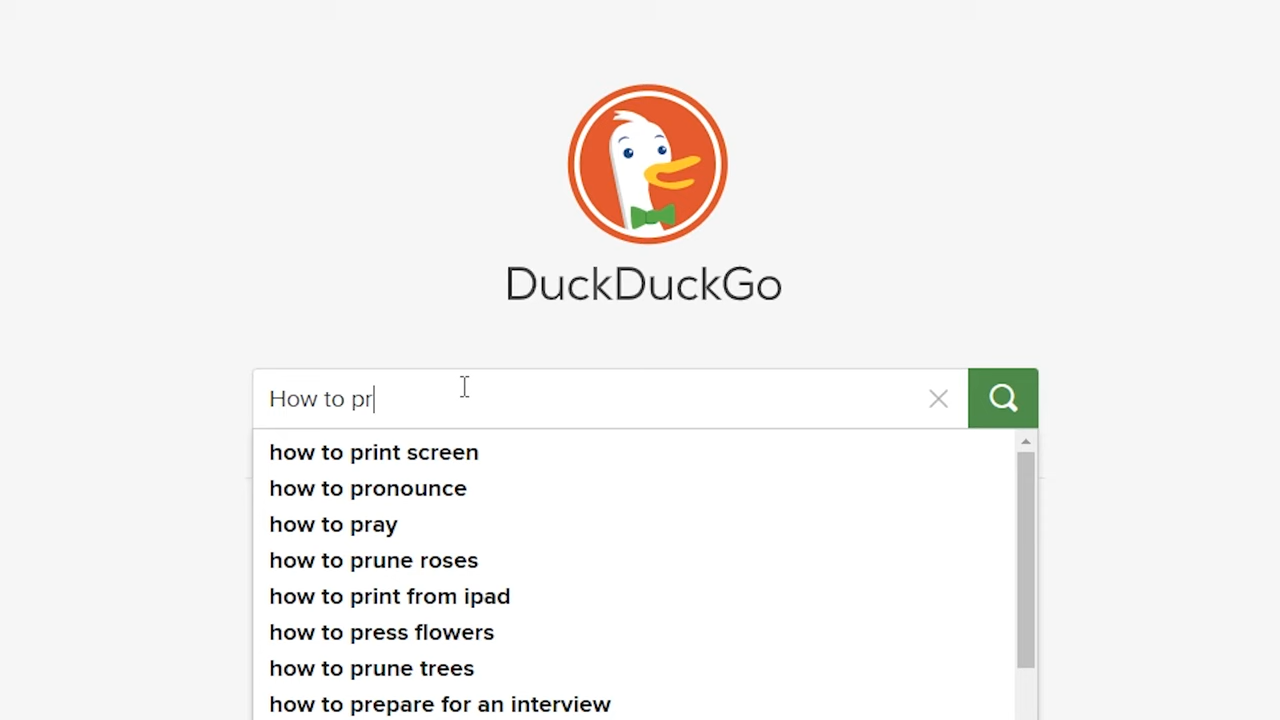 DuckDuckGo
How to pr
how to print screen
how to pronounce
how to pray
how to prune roses
how to print from ipad
how to press flowers
how to prune trees
how to prepare for an interview